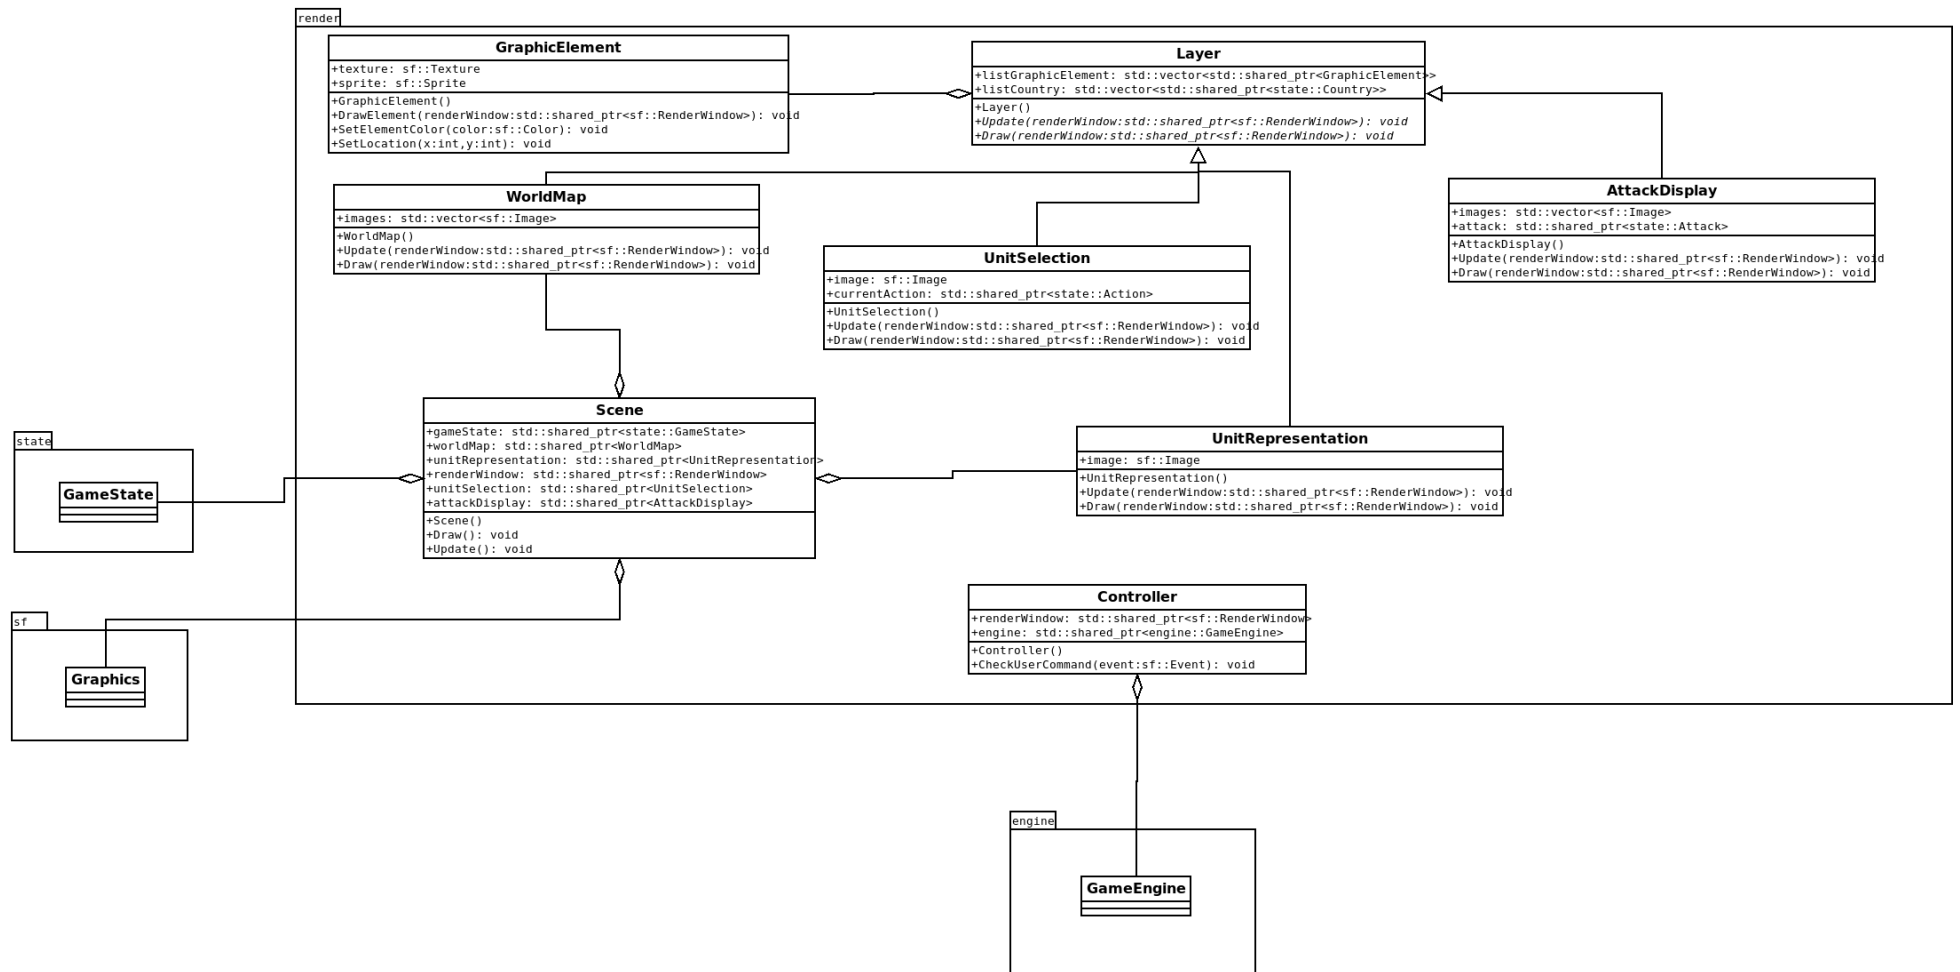 render
GraphicElement
+texture: sf::Texture
+sprite: sf::Sprite
+GraphicElement()
+DrawElement(renderWindow:std::shared_ptr<sf::RenderWindow>): void
+SetElementColor(color:sf::Color): void
+SetLocation(x:int,y:int): void
Layer
+listGraphicElement: std::vector<std::shared_ptr<GraphicElement>>
+listCountry: std::vector<std::shared_ptr<state::Country>>
+Layer()
+Update(renderWindow:std::shared_ptr<sf::RenderWindow>): void
+Draw(renderWindow:std::shared_ptr<sf::RenderWindow>): void
WorldMap
+images: std::vector<sf::Image>
+WorldMap()
+Update(renderWindow:std::shared_ptr<sf::RenderWindow>): void
+Draw(renderWindow:std::shared_ptr<sf::RenderWindow>): void
UnitSelection
+image: sf::Image
+currentAction: std::shared_ptr<state::Action>
+UnitSelection()
+Update(renderWindow:std::shared_ptr<sf::RenderWindow>): void
+Draw(renderWindow:std::shared_ptr<sf::RenderWindow>): void
AttackDisplay
+images: std::vector<sf::Image>
+attack: std::shared_ptr<state::Attack>
+AttackDisplay()
+Update(renderWindow:std::shared_ptr<sf::RenderWindow>): void
+Draw(renderWindow:std::shared_ptr<sf::RenderWindow>): void
Scene
+gameState: std::shared_ptr<state::GameState>
+worldMap: std::shared_ptr<WorldMap>
+unitRepresentation: std::shared_ptr<UnitRepresentation>
+renderWindow: std::shared_ptr<sf::RenderWindow>
+unitSelection: std::shared_ptr<UnitSelection>
+attackDisplay: std::shared_ptr<AttackDisplay>
+Scene()
+Draw(): void
+Update(): void
UnitRepresentation
+image: sf::Image
+UnitRepresentation()
+Update(renderWindow:std::shared_ptr<sf::RenderWindow>): void
+Draw(renderWindow:std::shared_ptr<sf::RenderWindow>): void
state
GameState
sf
Graphics
Controller
+renderWindow: std::shared_ptr<sf::RenderWindow>
+engine: std::shared_ptr<engine::GameEngine>
+Controller()
+CheckUserCommand(event:sf::Event): void
engine
GameEngine